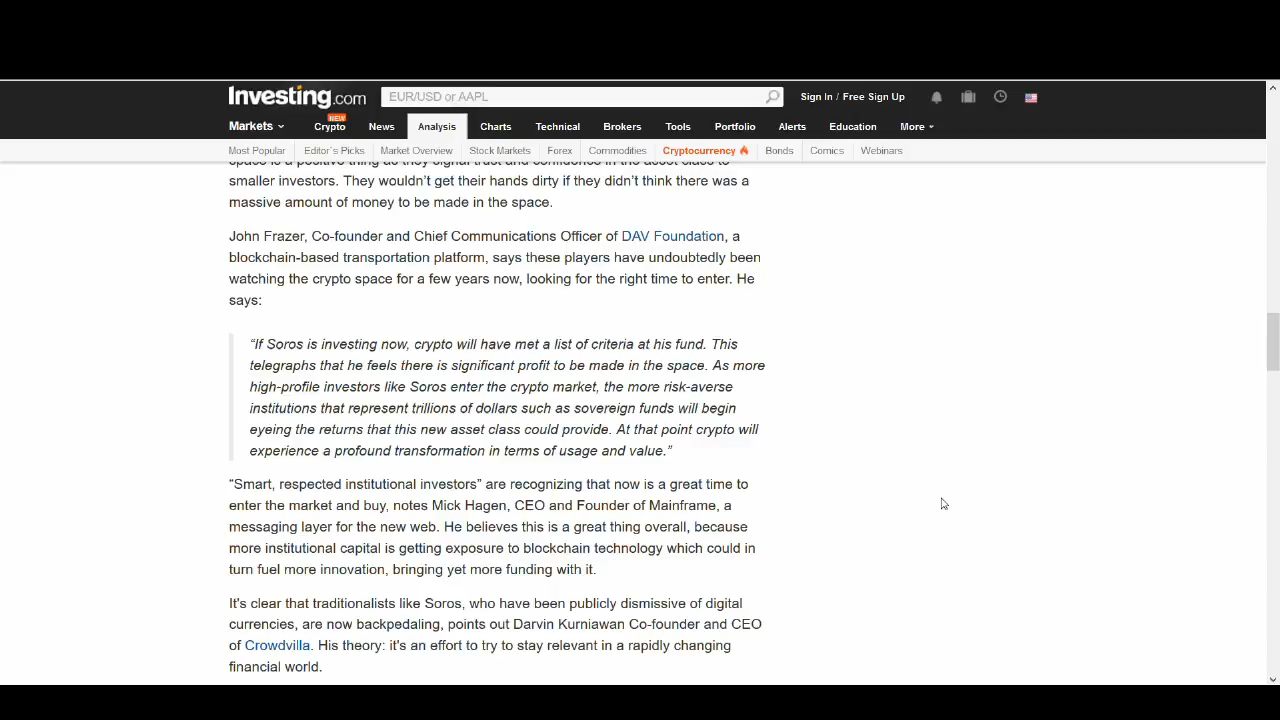 Investing.com
EUR/USD or AAPL
Sign In / Free Sign Up
NEW
Markets
Crypto
News
Analysis
Charts
Technical
Brokers
Tools
Portfolio
Alerts
Education
More
Most Popular
Editor's Picks
Market Overview
Stock Markets
Forex
Commodities
Cryptocurrency
Bonds
Comics
Webinars
space is a positive thing as they signal trust and confidence in the asset class to
smaller investors. They wouldn't get their hands dirty if they didn't think there was a
massive amount of money to be made in the space.
John Frazer, Co-founder and Chief Communications Officer of DAV Foundation, a
blockchain-based transportation platform, says these players have undoubtedly been
watching the crypto space for a few years now, looking for the right time to enter. He
says:
“If Soros is investing now, crypto will have met a list of criteria at his fund. This
telegraphs that he feels there is significant profit to be made in the space. As more
high-profile investors like Soros enter the crypto market, the more risk-averse
institutions that represent trillions of dollars such as sovereign funds will begin
eyeing the returns that this new asset class could provide. At that point crypto will
experience a profound transformation in terms of usage and value.”
“Smart, respected institutional investors” are recognizing that now is a great time to
enter the market and buy, notes Mick Hagen, CEO and Founder of Mainframe, a
messaging layer for the new web. He believes this is a great thing overall, because
more institutional capital is getting exposure to blockchain technology which could in
turn fuel more innovation, bringing yet more funding with it.
It's clear that traditionalists like Soros, who have been publicly dismissive of digital
currencies, are now backpedaling, points out Darvin Kurniawan Co-founder and CEO
of Crowdvilla. His theory: it's an effort to try to stay relevant in a rapidly changing
financial world.